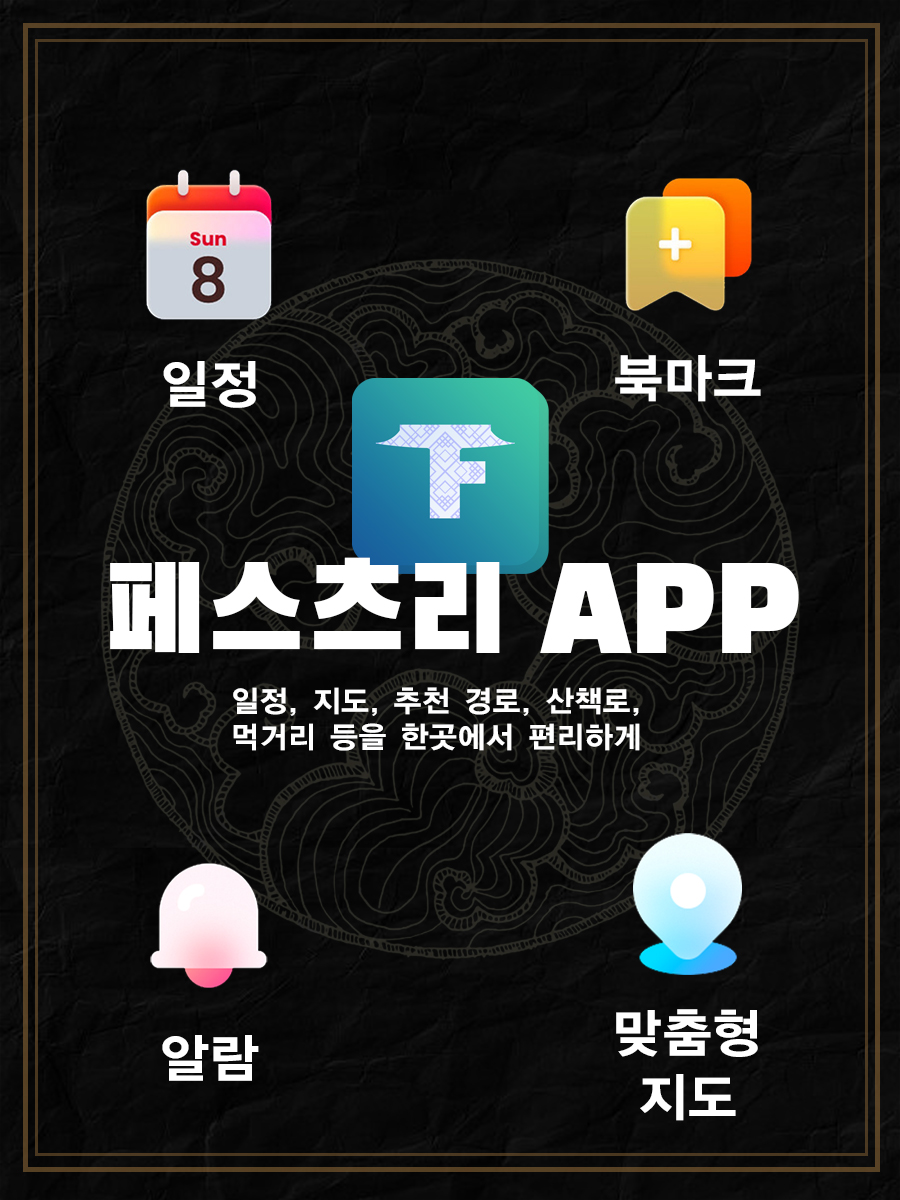 Sun
8
일정
북마크
페스츠리 APP
일정, 지도, 추천 경로, 산책로,
먹거리 등을 한곳에서 편리하게
알람
맞춤형
지도